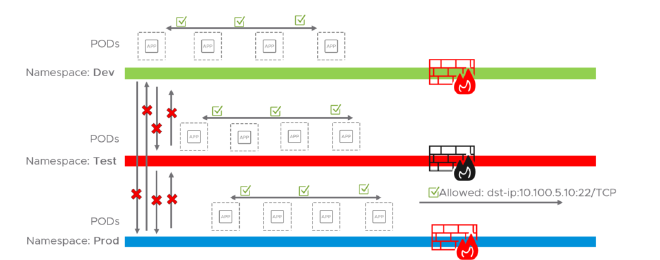 PODs
APP APP APP APP
Namespace: Dev
PODs
APP APP APP APP
Namespace: Test
Allowed: dst-ip:10.100.5.10:22/TCP
PODs
APP APP APP APP
Namespace: Prod